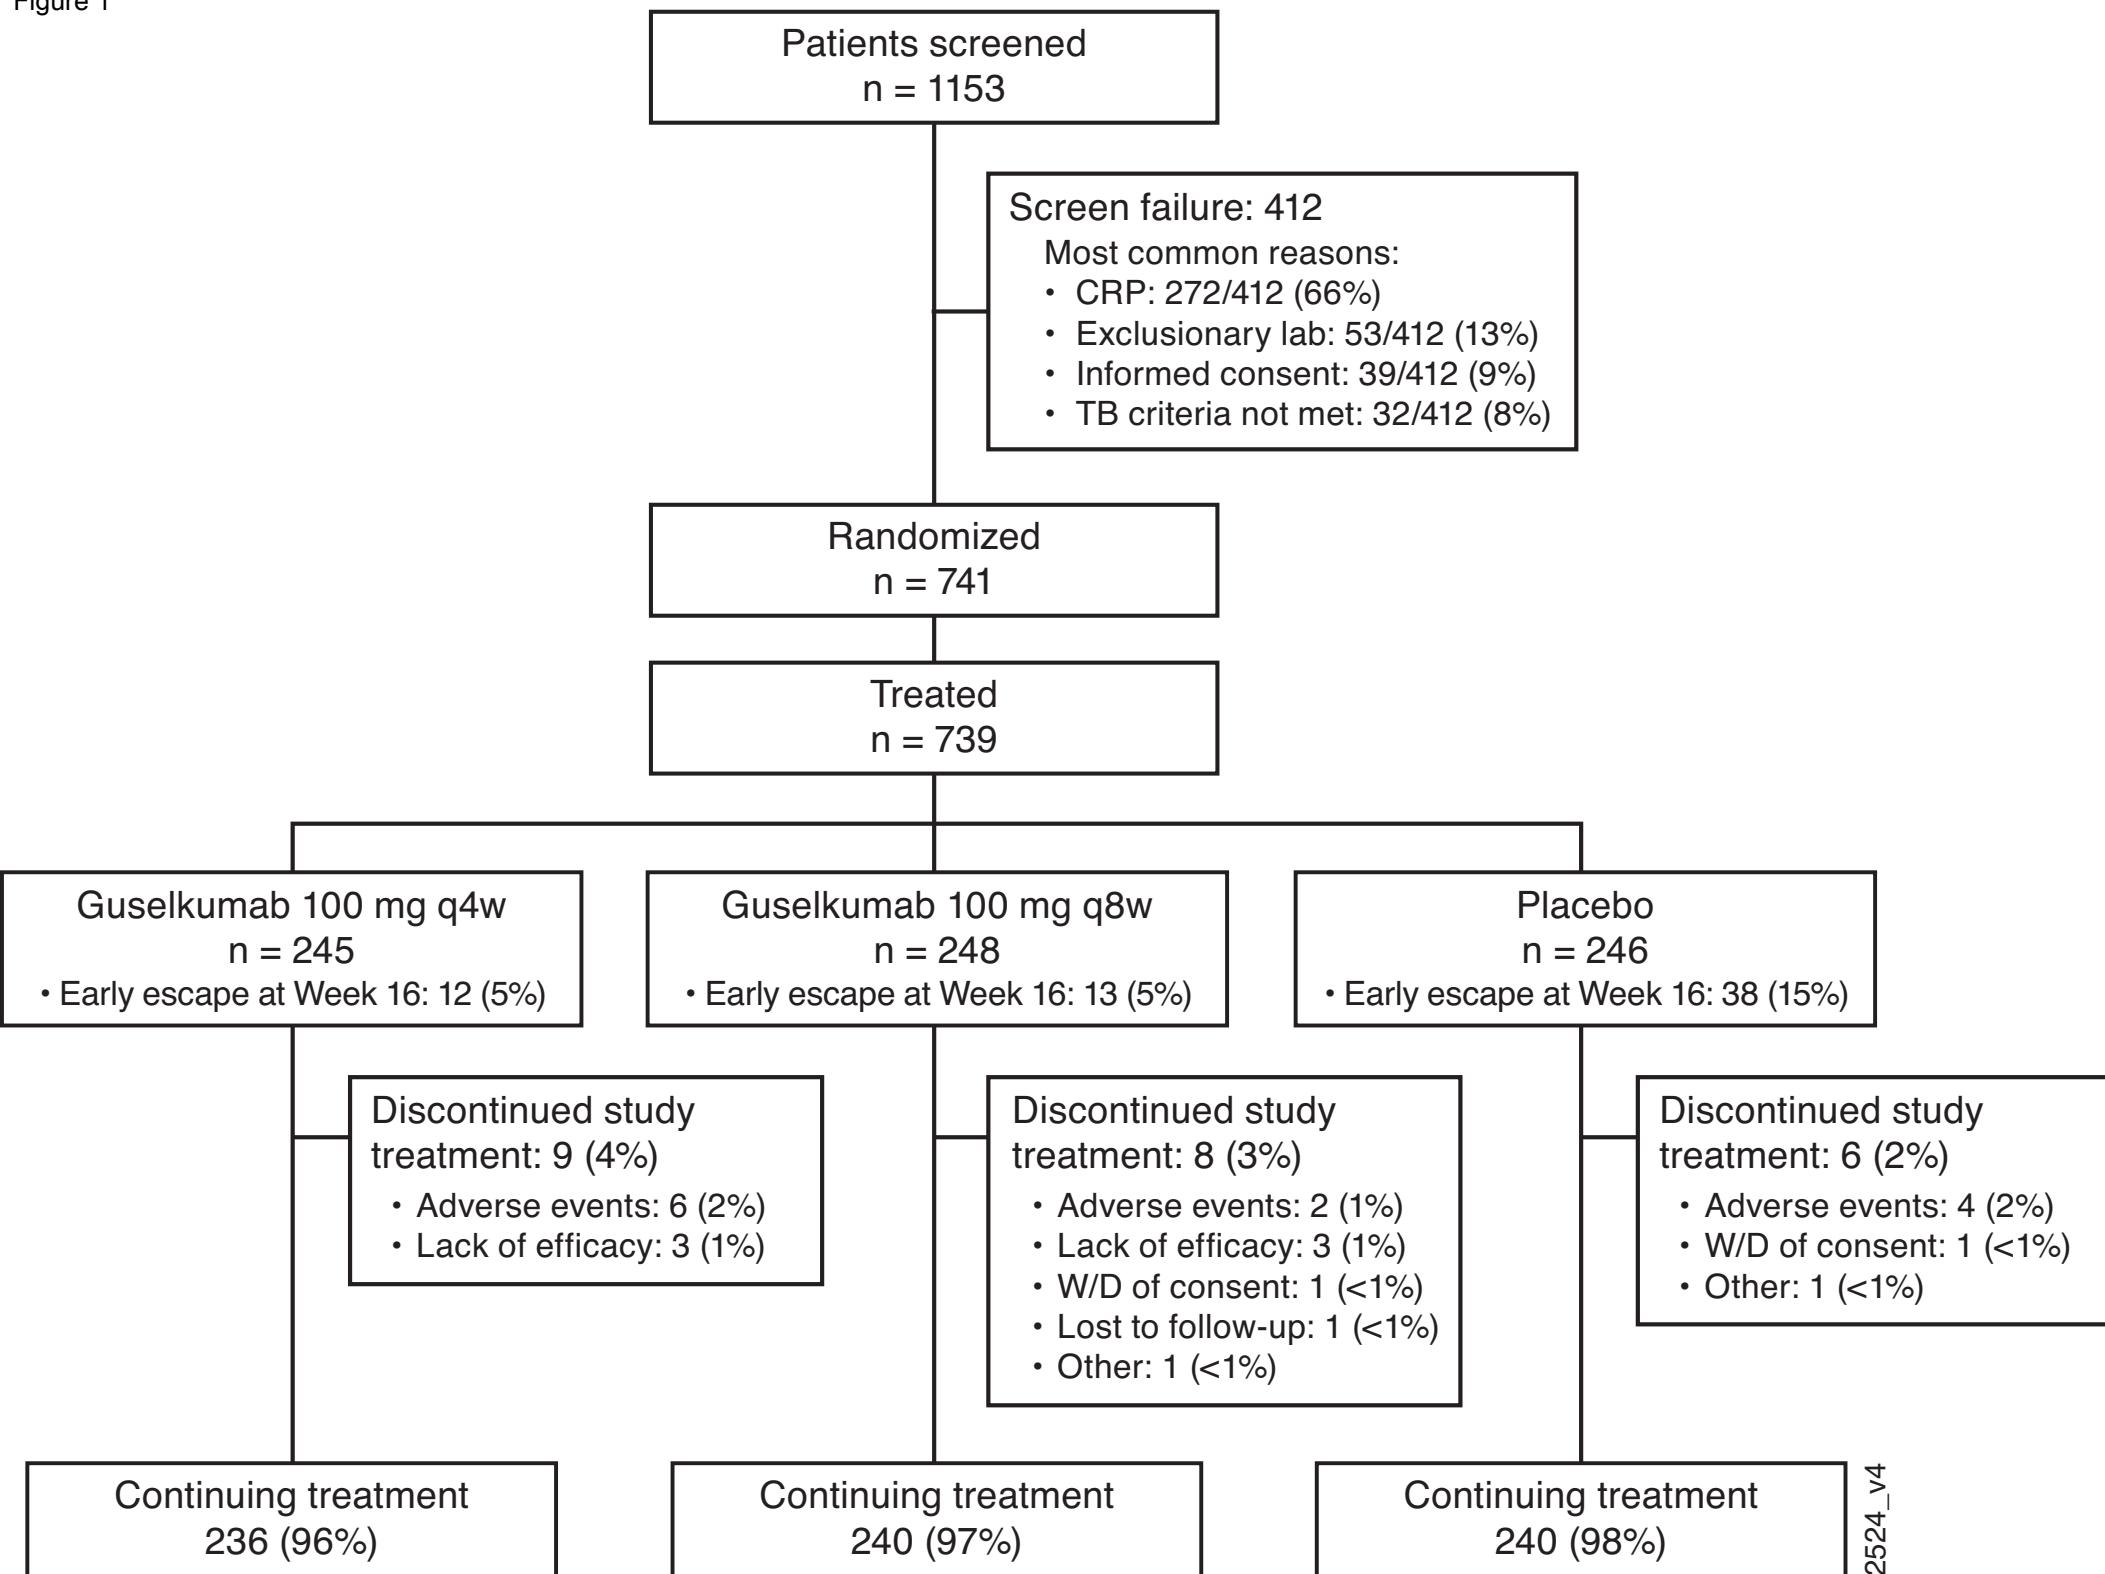 Figure 1
Patients screened
n = 1153
Screen failure: 412
Most common reasons:
• CRP: 272/412 (66%)
• Exclusionary lab: 53/412 (13%)
• Informed consent: 39/412 (9%)
• TB criteria not met: 32/412 (8%)
Randomized
n = 741
Treated
n = 739
Guselkumab 100 mg q4w
n = 245
• Early escape at Week 16: 12 (5%)
Guselkumab 100 mg q8w
n = 248
• Early escape at Week 16: 13 (5%)
Placebo
n = 246
• Early escape at Week 16: 38 (15%)
Discontinued study
treatment: 9 (4%)
• Adverse events: 6 (2%)
• Lack of efficacy: 3 (1%)
Discontinued study
treatment: 8 (3%)
• Adverse events: 2 (1%)
• Lack of efficacy: 3 (1%)
• W/D of consent: 1 (<1%)
• Lost to follow-up: 1 (<1%)
• Other: 1 (<1%)
Discontinued study
treatment: 6 (2%)
• Adverse events: 4 (2%)
• W/D of consent: 1 (<1%)
• Other: 1 (<1%)
Continuing treatment
236 (96%)
Continuing treatment
240 (97%)
Continuing treatment
240 (98%)
2524_v4